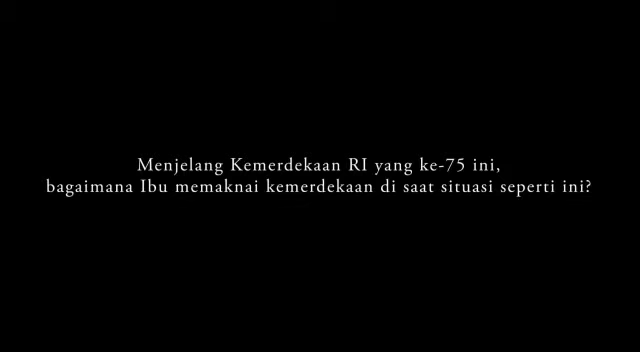 Menjelang Kemerdekaan RI yang ke-75 ini,
bagaimana Ibu memaknai kemerdekaan di saat situasi seperti ini?